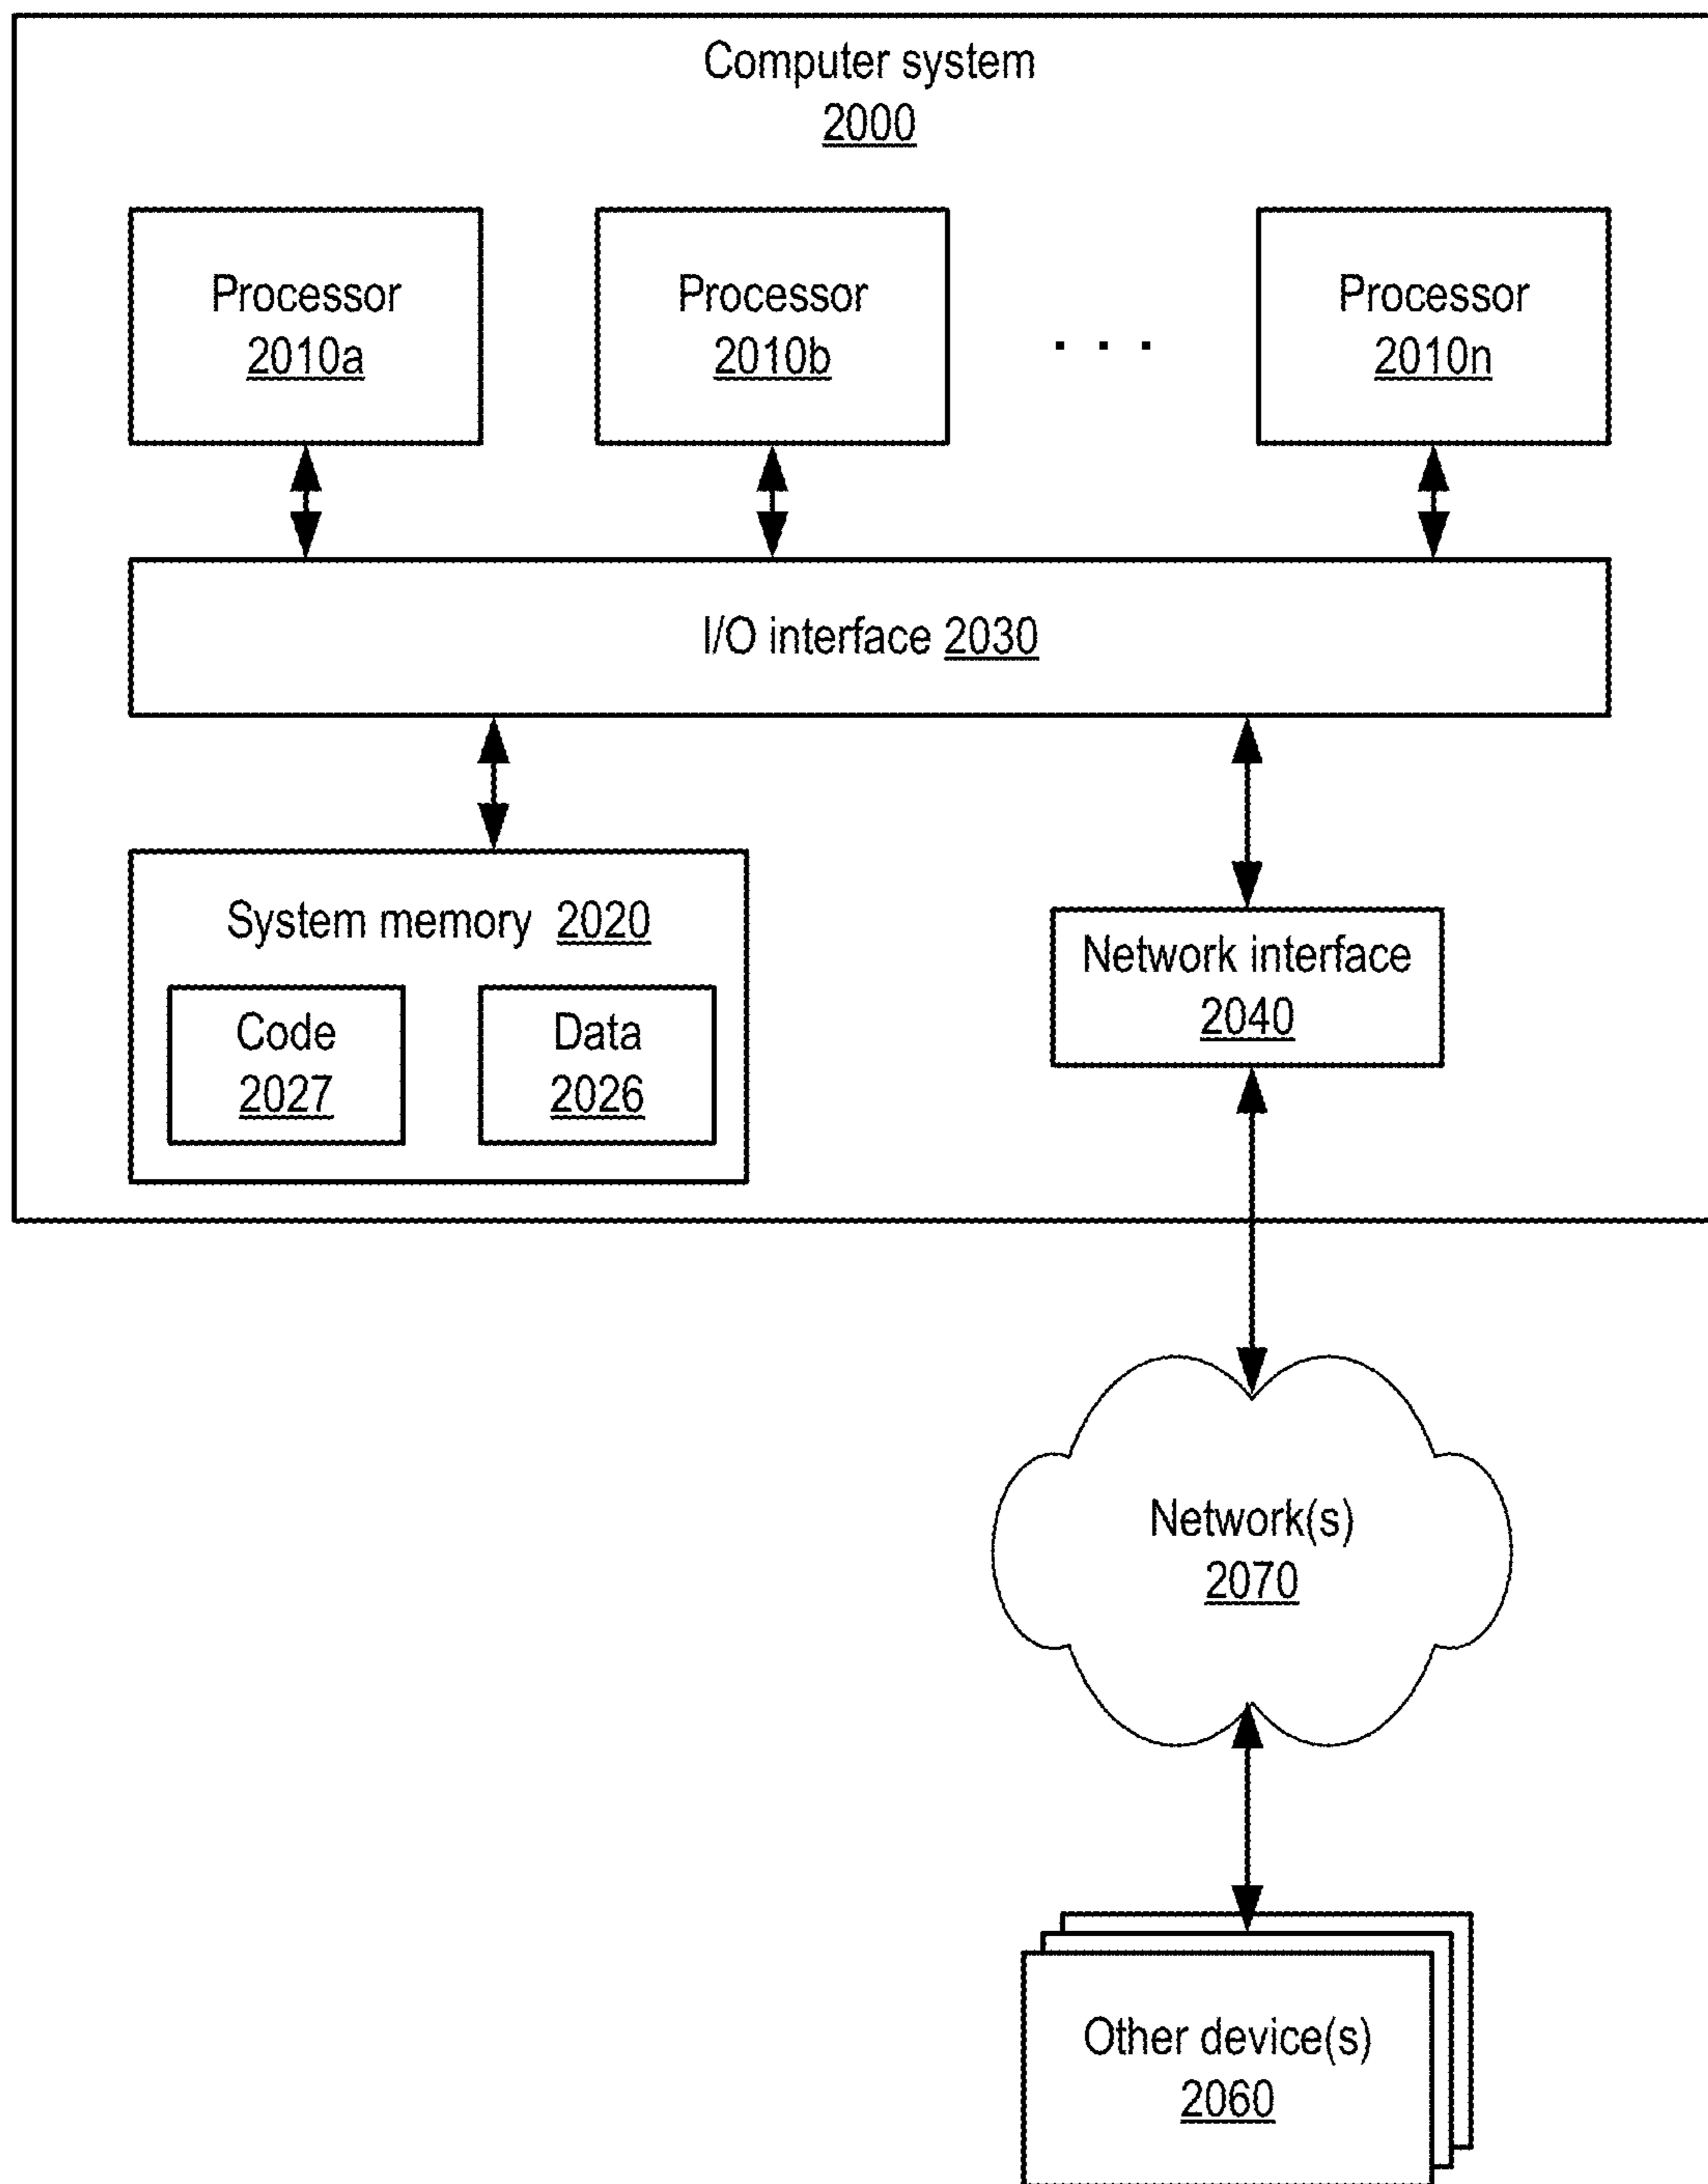 Computer system
2000
Processor
2010a
Processor
2010b
. . .
Processor
2010n
I/O interface 2030
System memory 2020
Code
2027
Data
2026
Network interface
2040
Network(s)
2070
Other device(s)
2060